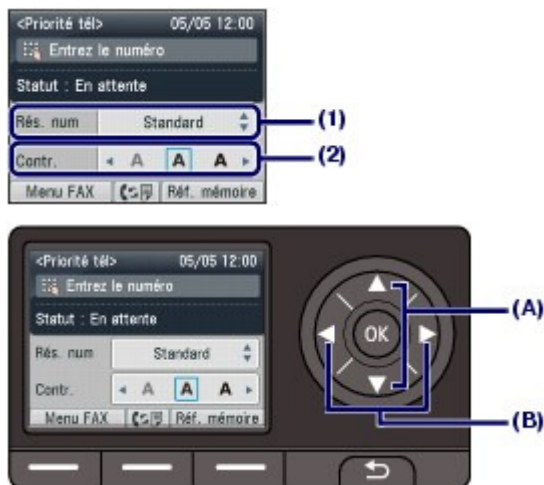 <Priorité tél> 05/05 12:00
Entrez le numéro
Statut : En attente
Rés. num Standard (1)
Contr. A A A (2)
Menu FAX Réf. mémoire
<Priorité tél> 05/05 12:00
Entrez le numéro
Statut : En attente
Rés. num Standard
Contr. A A A
Menu FAX Réf. mémoire
OK
(A)
(B)